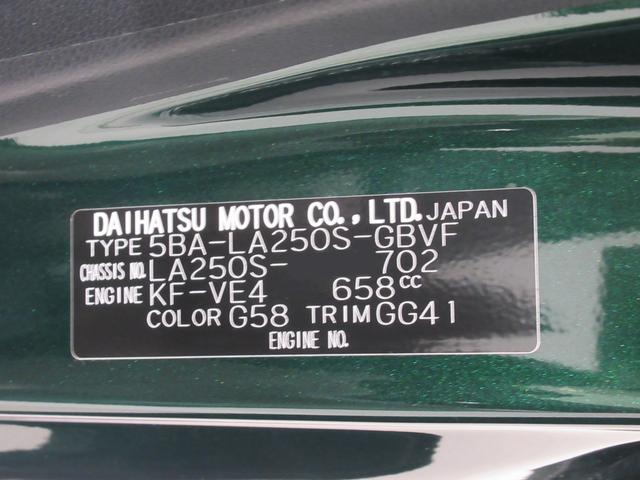 DAIHATSU MOTOR CO., LTD. JAPAN
TYPE 5BA-LA250S-GBVF
CHASSIS NO. LA250S- 702
ENGINE KF-VE4 658CC
COLOR G58 TRIM GG41
ENGINE NO.